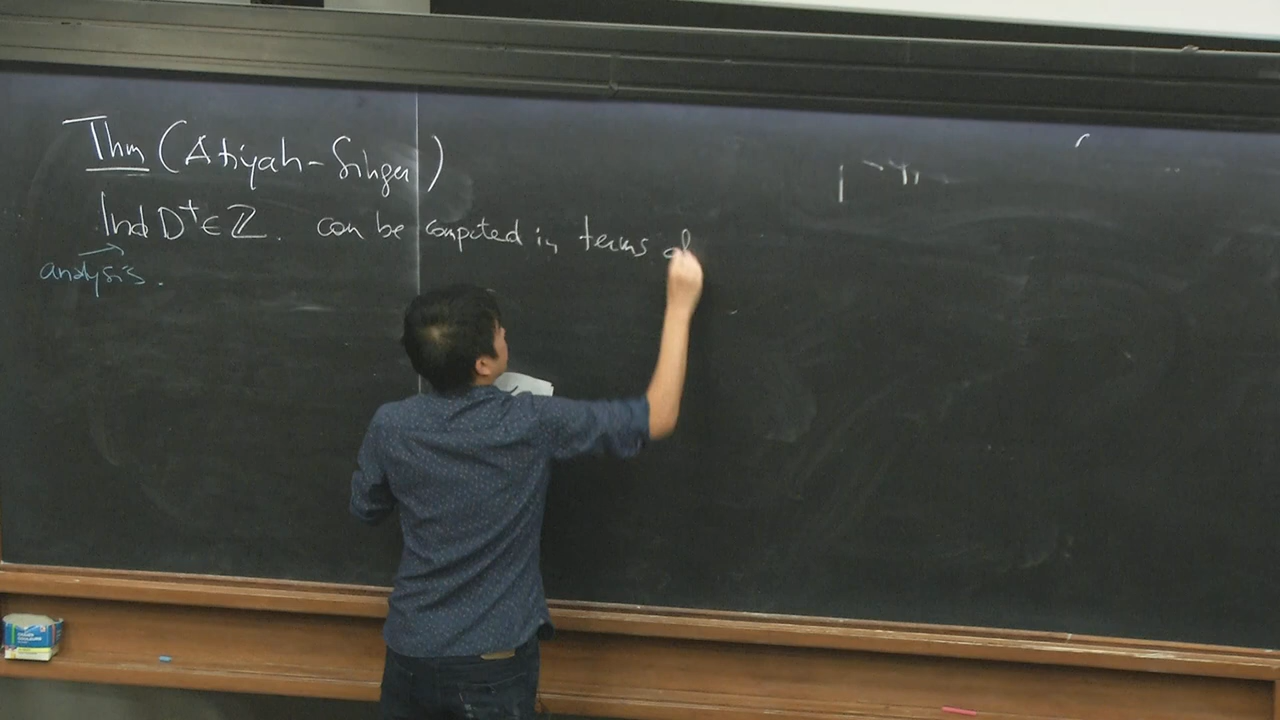 Thm (Atiyah-Singer)
Ind D⁺ ∈ ℤ. can be computed in terms of
analysis.